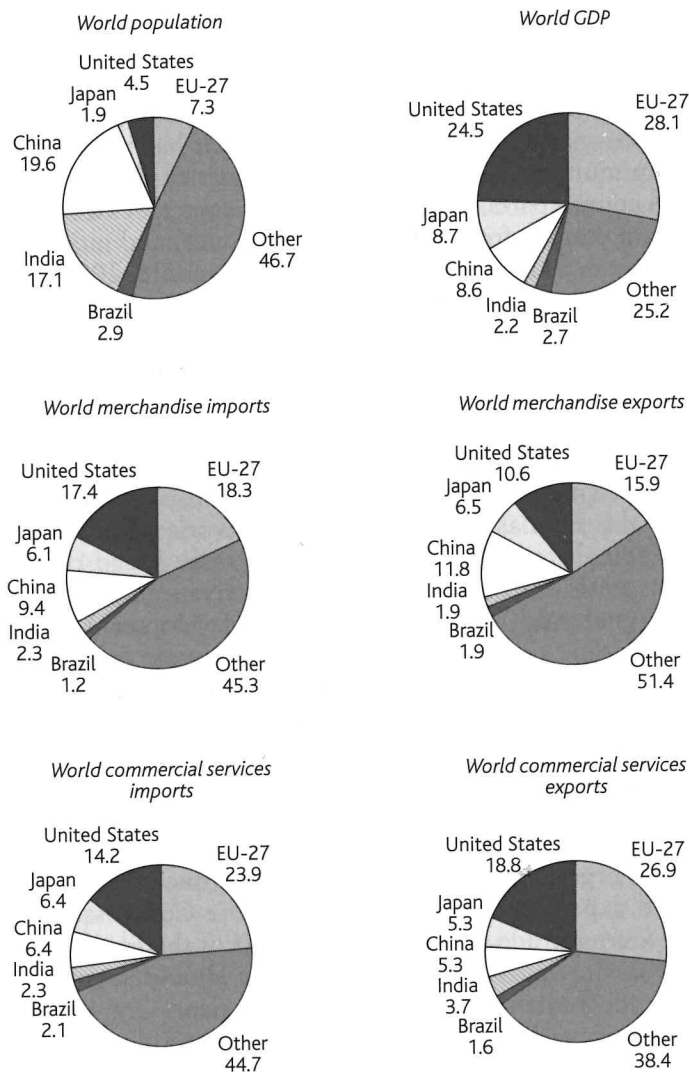 World population
United States
4.5
EU-27
7.3
Japan
1.9
China
19.6
India
17.1
Brazil
2.9
Other
46.7
World GDP
United States
24.5
EU-27
28.1
Japan
8.7
China
8.6
India
2.2
Brazil
2.7
Other
25.2
World merchandise imports
United States
17.4
EU-27
18.3
Japan
6.1
China
9.4
India
2.3
Brazil
1.2
Other
45.3
World merchandise exports
United States
10.6
EU-27
15.9
Japan
6.5
China
11.8
India
1.9
Brazil
1.9
Other
51.4
World commercial services
imports
United States
14.2
EU-27
23.9
Japan
6.4
China
6.4
India
2.3
Brazil
2.1
Other
44.7
World commercial services
exports
United States
18.8
EU-27
26.9
Japan
5.3
China
5.3
India
3.7
Brazil
1.6
Other
38.4